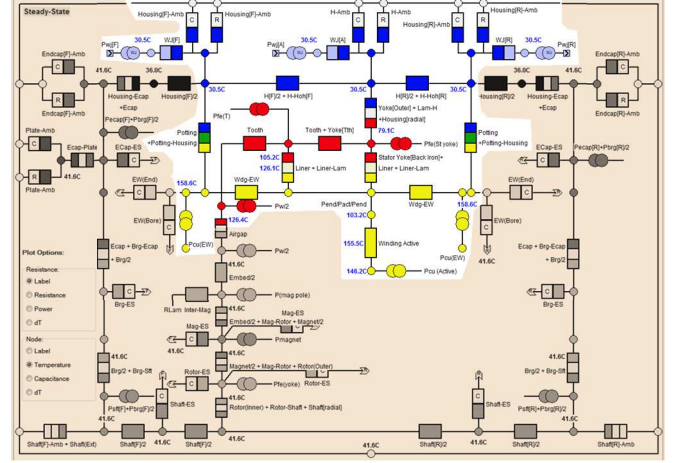 Steady-State
Housing[F]-Amb
Housing[F]-Amb
H-Amb
H-Amb
Housing[R]-Amb
Housing[R]-Amb
C
R
C
R
C
R
Pwj[F]
30.5C
WJ[F]
Pwj[A]
30.5C
WJ[A]
30.5C
WJ[R]
30.5C
Pwj[R]
Endcap[F]-Amb
C
R
Endcap[F]-Amb
41.6C
36.0C
Housing-Ecap
+Ecap
Housing[F]/2
30.5C
H[F]/2 + H-Hoh[F]
30.5C
H[R]/2 + H-Hoh[R]
30.5C
Housing[R]/2
36.0C
Housing-Ecap
+Ecap
41.6C
Endcap[R]-Amb
C
R
Endcap[R]-Amb
Pfe(T)
Yoke[Outer] + Lam-H
+Housing[radial]
79.1C
Plate-Amb
C
R
Plate-Amb
Ecap-Plate
41.6C
Pecap[F]+Pbrg[F]/2
ECap-ES
C
Potting
+Potting-Housing
Tooth
Tooth + Yoke[Tth]
Pfe(St yoke)
Potting
+Potting-Housing
ECap-ES
C
Pecap[R]+Pbrg[R]/2
105.2C
126.1C
Liner + Liner-Lam
Stator Yoke[Back Iron]+
Liner + Liner-Lam
158.6C
Wdg-EW
Wdg-EW
158.6C
EW(End)
C
EW(Bore)
C
41.6C
Pcu(EW)
Pw/2
126.4C
Airgap
Pend/Pact/Pend
103.2C
155.5C
Winding Active
146.2C
Pcu (Active)
Pcu(EW)
EW(End)
C
EW(Bore)
C
41.6C
Plot Options:
Resistance:
Label
Resistance
Power
dT
Node:
Label
Temperature
Capacitance
dT
Ecap + Brg-Ecap
+ Brg/2
Brg-ES
C
41.6C
Brg/2 + Brg-Sft
Pw/2
Embed/2
41.6C
RLam
Inter-Mag
P(mag pole)
Embed/2 + Mag-Rotor + Magnet/2
Mag-ES
C
Mag-ES
Pmagnet
41.6C
Magnet/2 + Mag-Rotor + Rotor(Outer)
Rotor-ES
C
Rotor-ES
Pfe(yoke)
41.6C
Rotor(inner) + Rotor-Shaft + Shaft[radial]
41.6C
Ecap + Brg-Ecap
+ Brg/2
Brg-ES
C
41.6C
Brg/2 + Brg-Sft
Psft[F]+Pbrg[F]/2
C
Shaft-ES
41.6C
Shaft-ES
C
Psft[R]+Pbrg[R]/2
41.6C
41.6C
Shaft[F]-Amb + Shaft(Ext)
Shaft[F]/2
Shaft[F]/2
41.6C
Shaft[R]/2
Shaft[R]/2
Shaft[R]-Amb